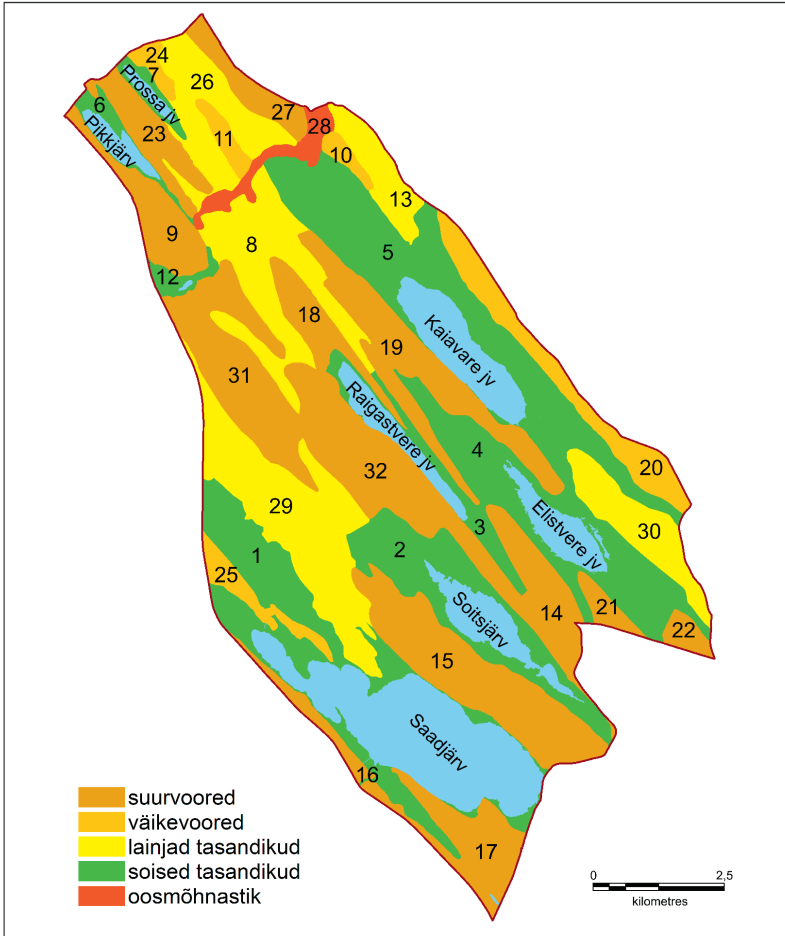 24
7
26
Prossa jv
6
27
28
23
11
Pikkjärv
10
13
9
8
5
12
18
Kaiavare jv
19
31
Raigastvere jv
4
20
32
29
Elistvere jv
3
30
1
2
25
Soitsjärv
14
21
22
15
Saadjärv
16
17
suurvoored
väikevoored
lainjad tasandikud
soised tasandikud
oosmõhnastik
0 2,5
kilometres